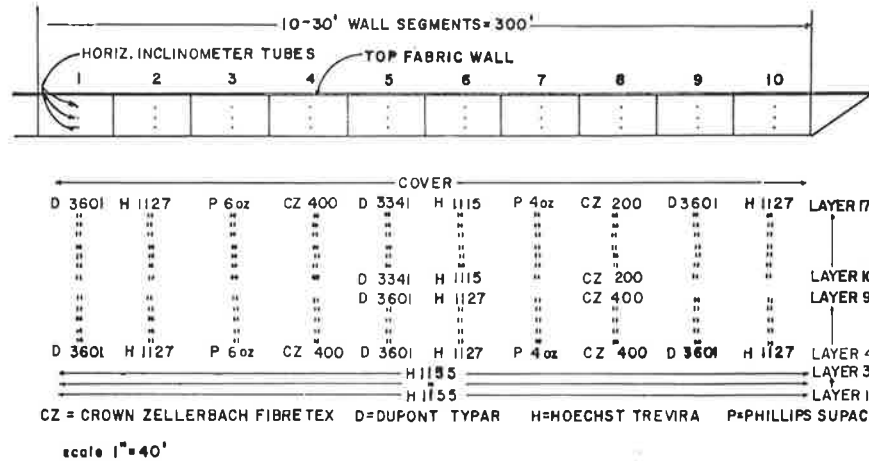 10-30' WALL SEGMENTS=300'
HORIZ. INCLINOMETER TUBES
TOP FABRIC WALL
1 2 3 4 5 6 7 8 9 10
COVER
D 3601 H 1127 P 6oz CZ 400 D 3341 H 1115 P 4oz CZ 200 D3601 H 1127 LAYER 17
D 3341 H 1115 CZ 200 LAYER 10
D 3601 H 1127 CZ 400 LAYER 9
D 3601 H 1127 P 6oz CZ 400 D3601 H 1127 P 4oz CZ 400 D 3601 H 1127 LAYER 4
H 1155 LAYER 3
H 1155 LAYER 1
CZ = CROWN ZELLERBACH FIBRETEX D=DUPONT TYPAR H=HOECHST TREVIRA P=PHILLIPS SUPAC
scale 1"=40'